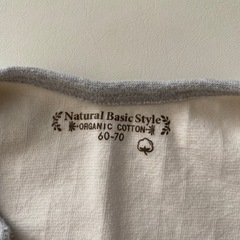 Natural Basic Style
ORGANIC COTTON
60-70